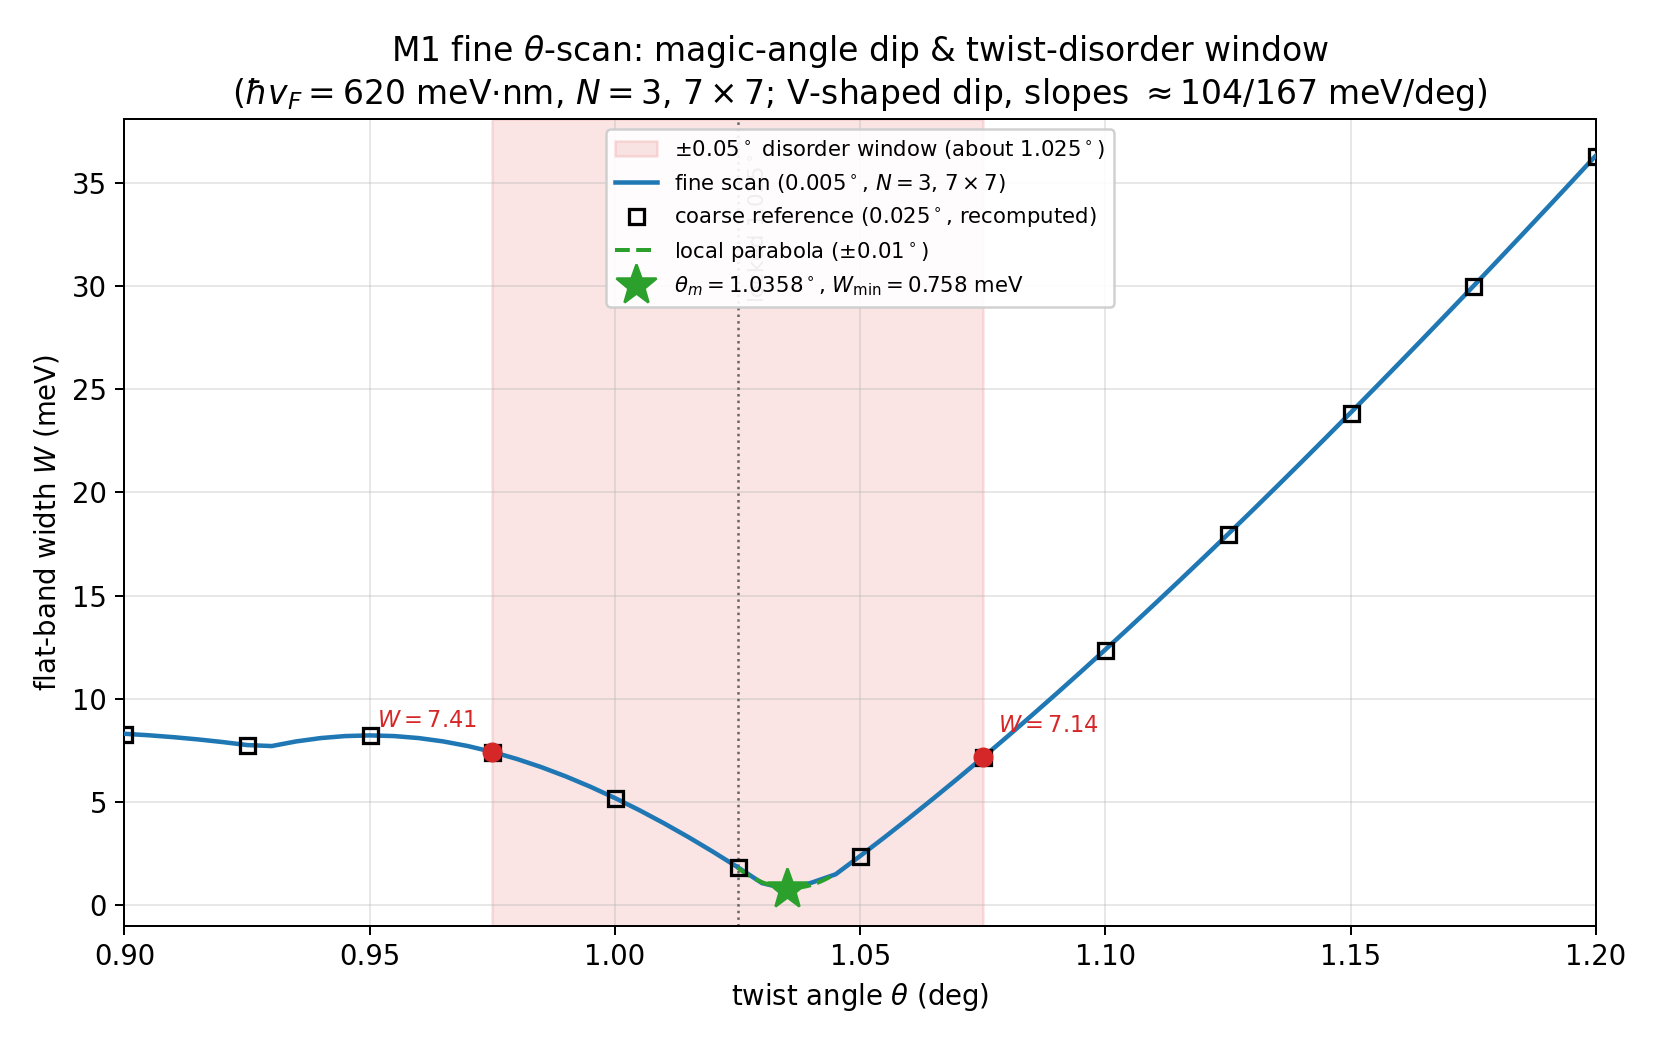 M1 fine θ-scan: magic-angle dip & twist-disorder window
(ħv_F = 620 meV·nm, N = 3, 7 × 7; V-shaped dip, slopes ≈ 104/167 meV/deg)
±0.05° disorder window (about 1.025°)
fine scan (0.005°, N = 3, 7 × 7)
coarse reference (0.025°, recomputed)
local parabola (±0.01°)
θ_m = 1.0358°, W_min = 0.758 meV
flat-band width W (meV)
35
30
25
20
15
10
5
0
W = 7.41
W = 7.14
0.90
0.95
1.00
1.05
1.10
1.15
1.20
twist angle θ (deg)